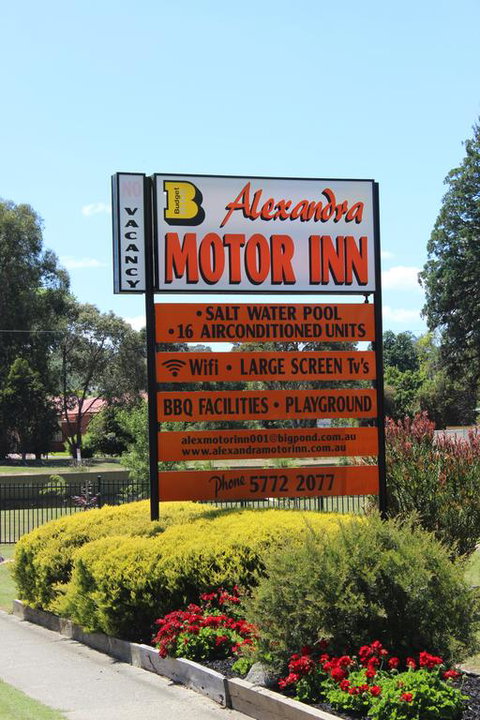 NO
VACANCY
B
Budget
Alexandra
MOTOR INN
• SALT WATER POOL
• 16 AIRCONDITIONED UNITS
Wifi • LARGE SCREEN Tv's
BBQ FACILITIES • PLAYGROUND
alexmotorinn001@bigpond.com.au
www.alexandramotorinn.com.au
Phone 5772 2077